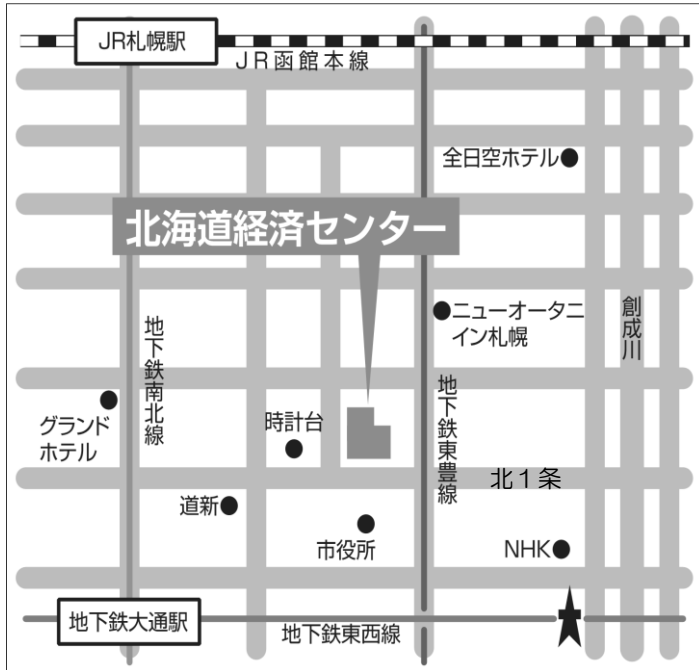 JR札幌駅
JR函館本線
全日空ホテル
北海道経済センター
ニューオータニ
イン札幌
創成川
地下鉄南北線
地下鉄東豊線
グランド
ホテル
時計台
北1条
道新
市役所
NHK
地下鉄大通駅
地下鉄東西線